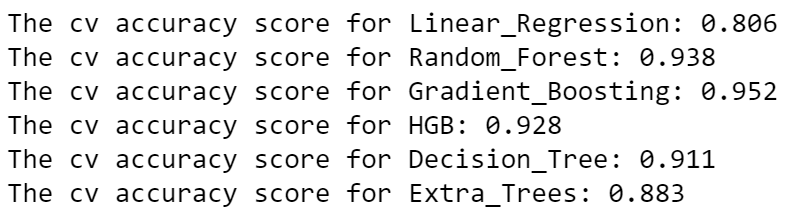 The cv accuracy score for Linear_Regression: 0.806
The cv accuracy score for Random_Forest: 0.938
The cv accuracy score for Gradient_Boosting: 0.952
The cv accuracy score for HGB: 0.928
The cv accuracy score for Decision_Tree: 0.911
The cv accuracy score for Extra_Trees: 0.883